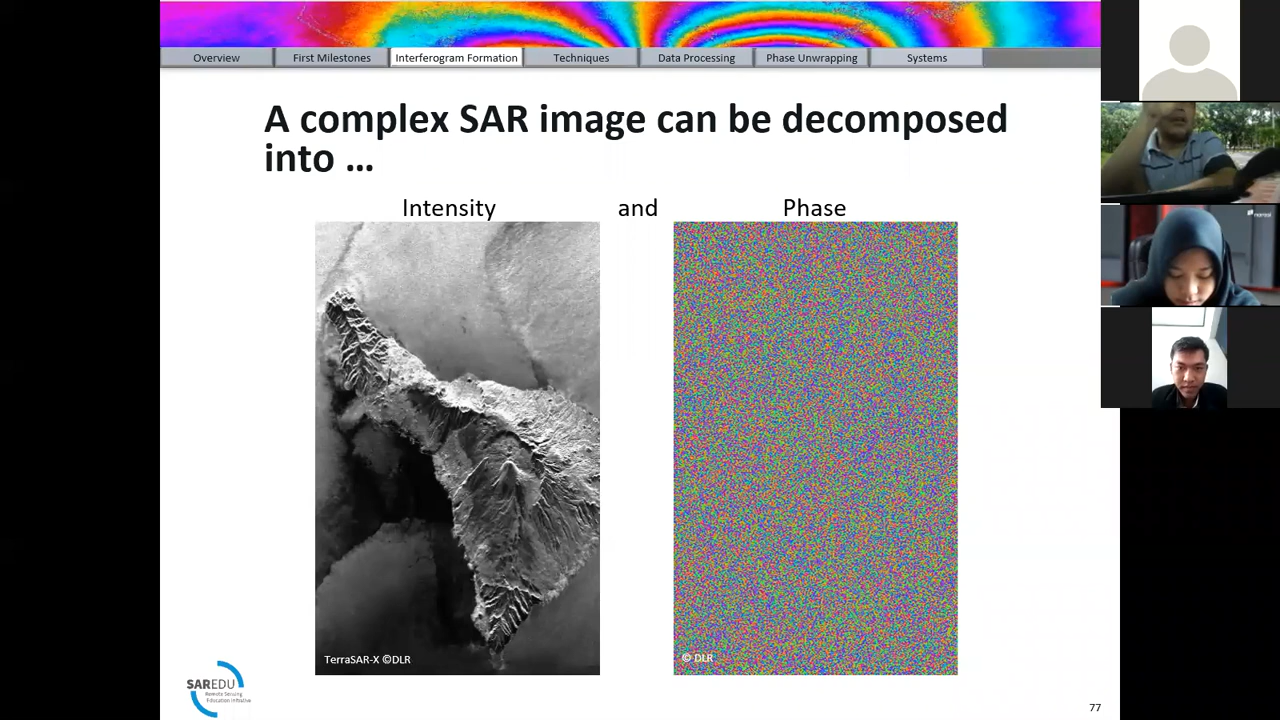 Overview
First Milestones
Interferogram Formation
Techniques
Data Processing
Phase Unwrapping
Systems
A complex SAR image can be decomposed
into ...
Intensity and Phase
TerraSAR-X ©DLR
© DLR
SAREDU
Remote Sensing
Education Initiative
narasi
77